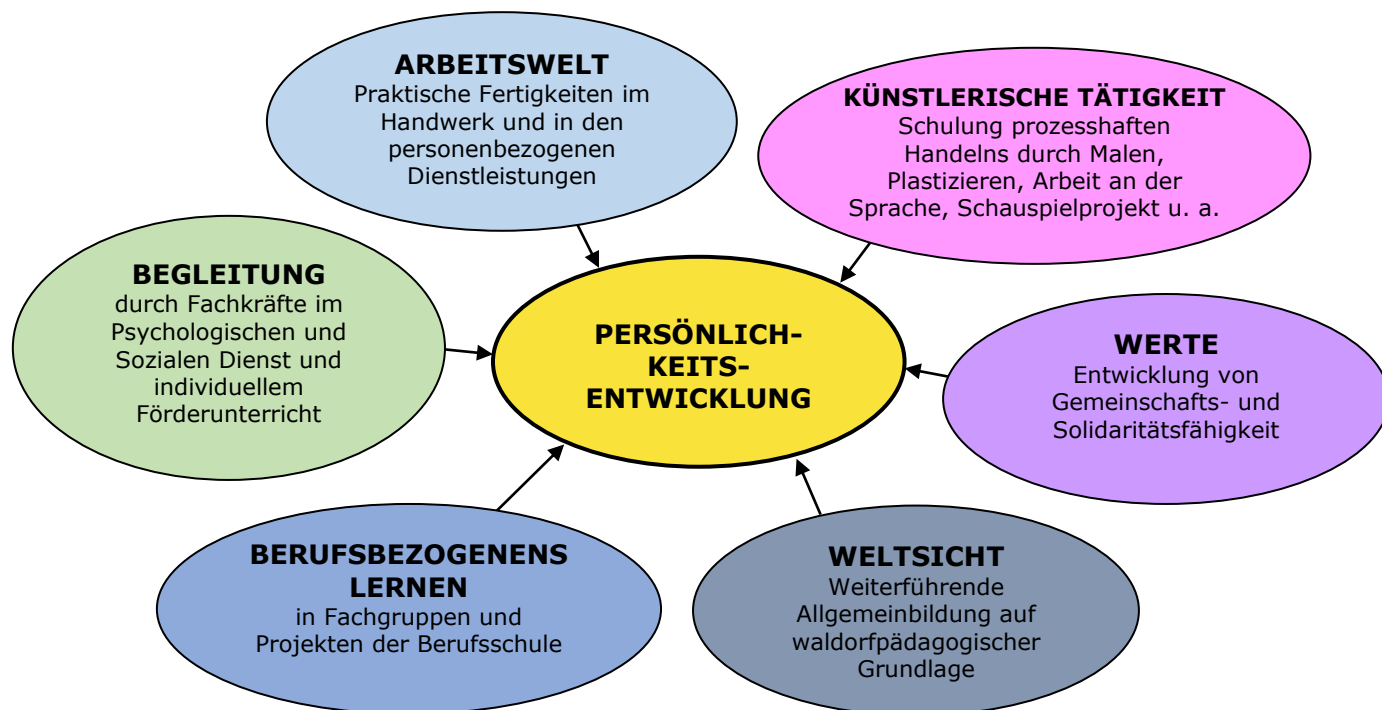 ARBEITSWELT
Praktische Fertigkeiten im
Handwerk und in den
personenbezogenen
Dienstleistungen
KÜNSTLERISCHE TÄTIGKEIT
Schulung prozesshaften
Handelns durch Malen,
Plastizieren, Arbeit an der
Sprache, Schauspielprojekt u. a.
BEGLEITUNG
durch Fachkräfte im
Psychologischen und
Sozialen Dienst und
individuellem
Förderunterricht
PERSÖNLICH-
KEITS-
ENTWICKLUNG
WERTE
Entwicklung von
Gemeinschafts- und
Solidaritätsfähigkeit
BERUFSBEZOGENENS
LERNEN
in Fachgruppen und
Projekten der Berufsschule
WELTSICHT
Weiterführende
Allgemeinbildung auf
waldorfpädagogischer
Grundlage